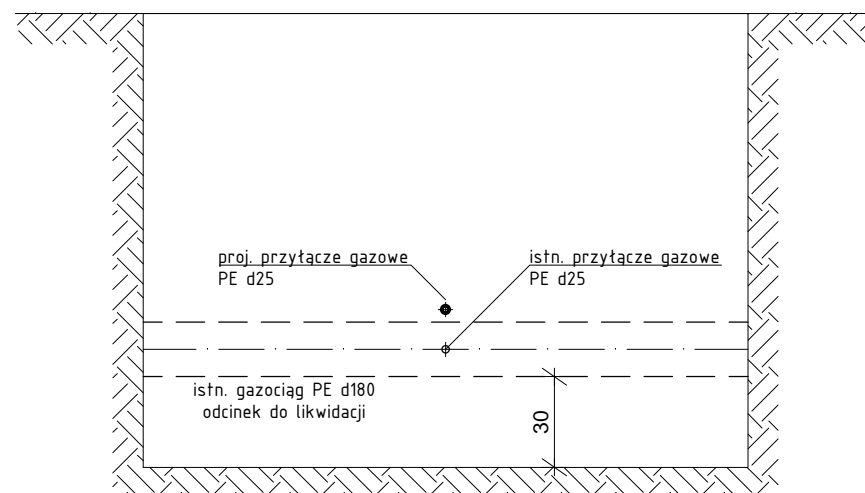 proj. przyłącze gazowe
PE d25
istn. przyłącze gazowe
PE d25
istn. gazociąg PE d180
odcinek do likwidacji
30